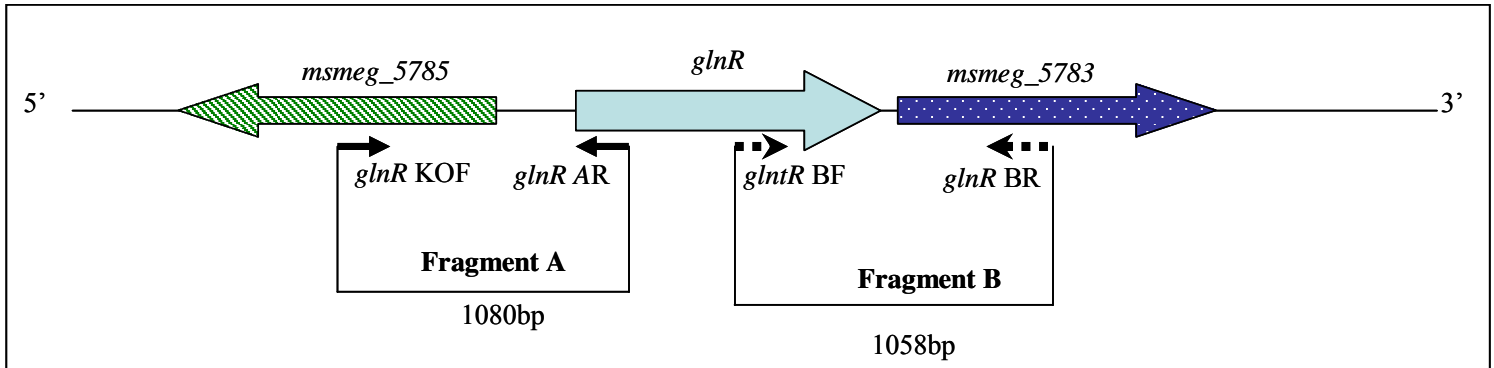 msmeg_5785
glnR
msmeg_5783
5’
3’
glnR KOF
glnR AR
glntR BF
glnR BR
Fragment A
Fragment B
1080bp
1058bp